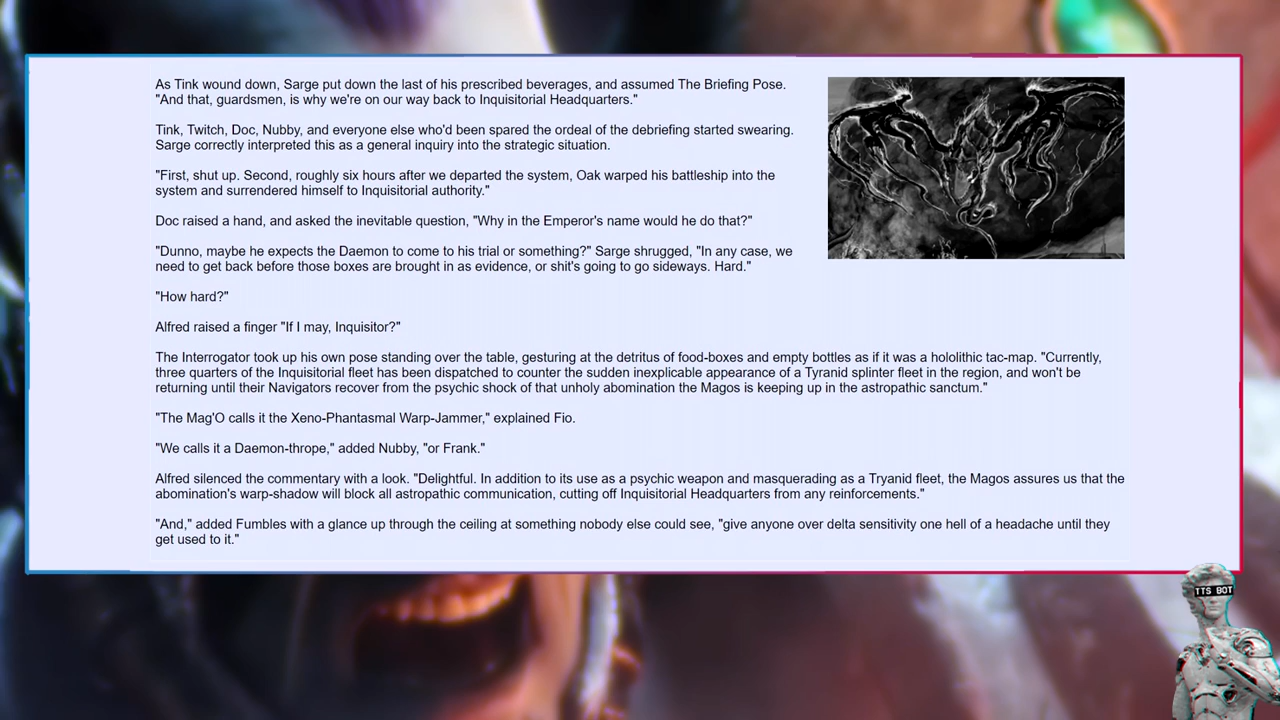 As Tink wound down, Sarge put down the last of his prescribed beverages, and assumed The Briefing Pose.
"And that, guardsmen, is why we're on our way back to Inquisitorial Headquarters."
Tink, Twitch, Doc, Nubby, and everyone else who'd been spared the ordeal of the debriefing started swearing.
Sarge correctly interpreted this as a general inquiry into the strategic situation.
"First, shut up. Second, roughly six hours after we departed the system, Oak warped his battleship into the
system and surrendered himself to Inquisitorial authority."
Doc raised a hand, and asked the inevitable question, "Why in the Emperor's name would he do that?"
"Dunno, maybe he expects the Daemon to come to his trial or something?" Sarge shrugged, "In any case, we
need to get back before those boxes are brought in as evidence, or shit's going to go sideways. Hard."
"How hard?"
Alfred raised a finger "If I may, Inquisitor?"
The Interrogator took up his own pose standing over the table, gesturing at the detritus of food-boxes and empty bottles as if it was a hololithic tac-map. "Currently,
three quarters of the Inquisitorial fleet has been dispatched to counter the sudden inexplicable appearance of a Tyranid splinter fleet in the region, and won't be
returning until their Navigators recover from the psychic shock of that unholy abomination the Magos is keeping up in the astropathic sanctum."
"The Mag'O calls it the Xeno-Phantasmal Warp-Jammer," explained Fio.
"We calls it a Daemon-thrope," added Nubby, "or Frank."
Alfred silenced the commentary with a look. "Delightful. In addition to its use as a psychic weapon and masquerading as a Tryanid fleet, the Magos assures us that the
abomination's warp-shadow will block all astropathic communication, cutting off Inquisitorial Headquarters from any reinforcements."
"And," added Fumbles with a glance up through the ceiling at something nobody else could see, "give anyone over delta sensitivity one hell of a headache until they
get used to it."
TTS BOT